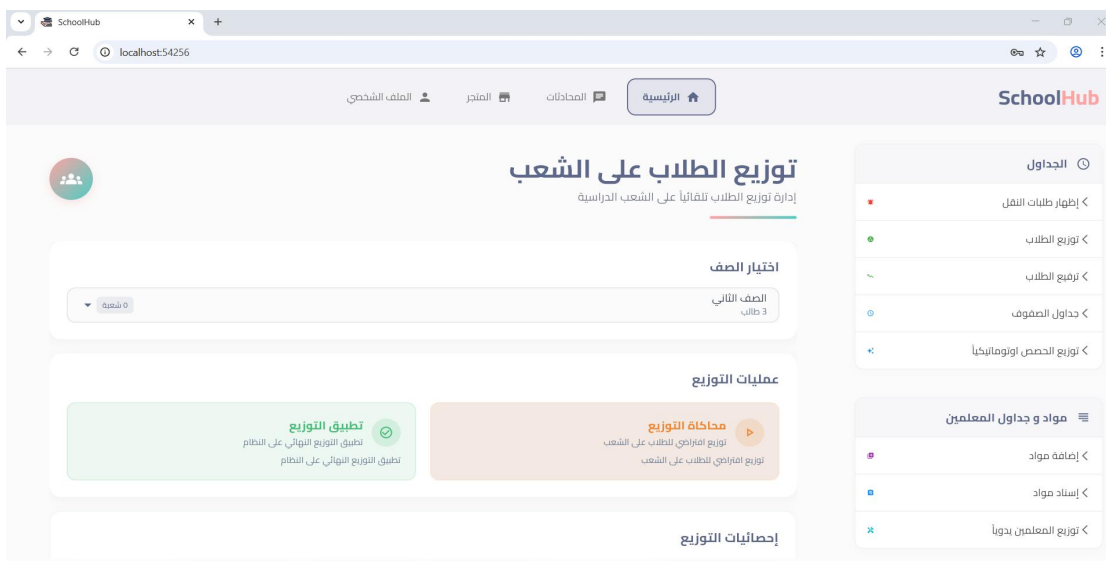 SchoolHub
localhost:54256
SchoolHub
الرئيسية
المحادثات
المتجر
الملف الشخصي
الجداول
إظهار طلبات النقل
توزيع الطلاب
ترفيع الطلاب
جداول الصفوف
توزيع الحصص اوتوماتيكياً
مواد و جداول المعلمين
إضافة مواد
إسناد مواد
توزيع المعلمين يدوياً
توزيع الطلاب على الشعب
إدارة توزيع الطلاب تلقائياً على الشعب الدراسية
اختيار الصف
الصف الثاني
3 طالب
0 شعبة
عمليات التوزيع
محاكاة التوزيع
توزيع افتراضي للطلاب على الشعب
توزيع افتراضي للطلاب على الشعب
تطبيق التوزيع
تطبيق التوزيع النهائي على النظام
تطبيق التوزيع النهائي على النظام
إحصائيات التوزيع